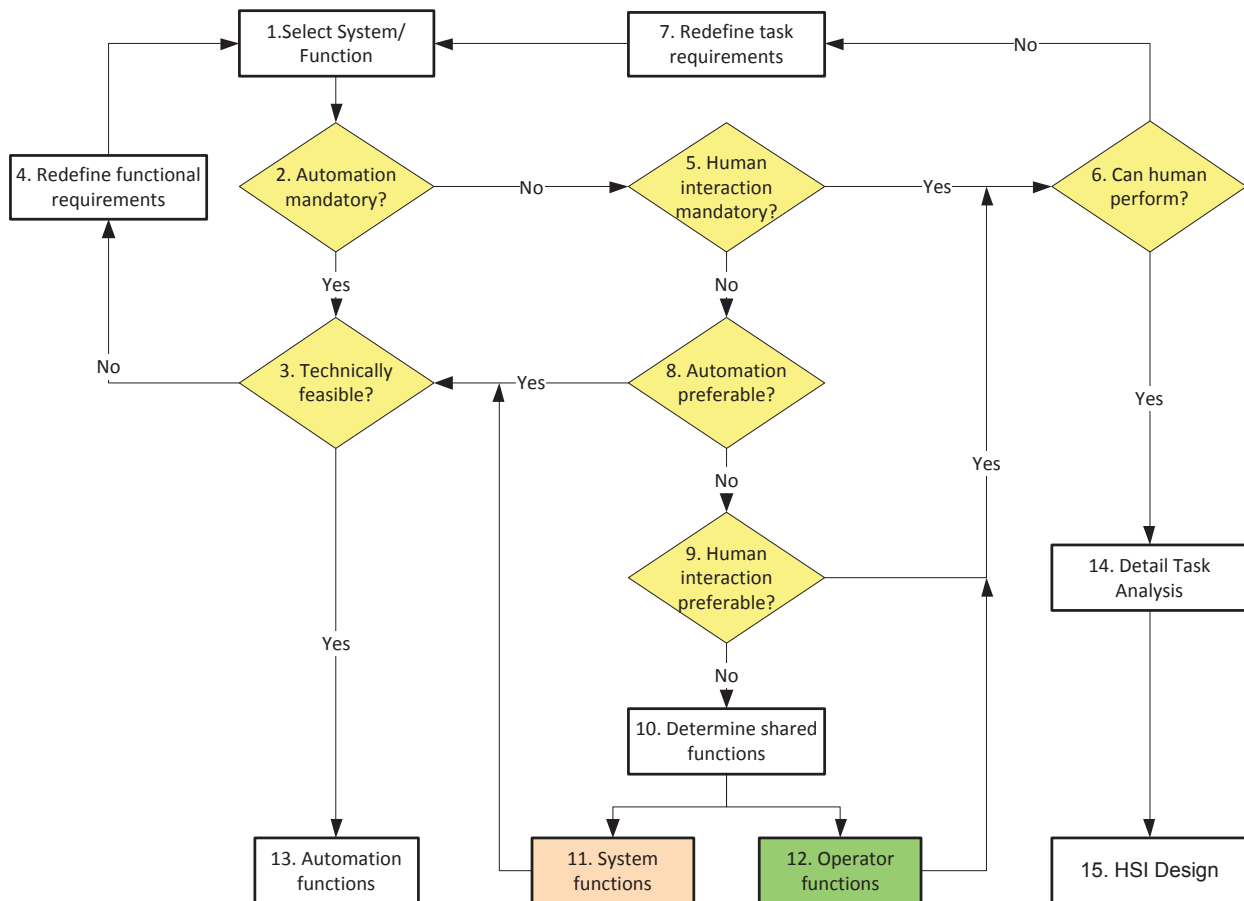 1.Select System/
Function
7. Redefine task
requirements
No
4. Redefine functional
requirements
2. Automation
mandatory?
No
5. Human
interaction
mandatory?
Yes
6. Can human
perform?
Yes
No
No
3. Technically
feasible?
Yes
8. Automation
preferable?
Yes
No
Yes
9. Human
interaction
preferable?
14. Detail Task
Analysis
Yes
No
10. Determine shared
functions
13. Automation
functions
11. System
functions
12. Operator
functions
15. HSI Design